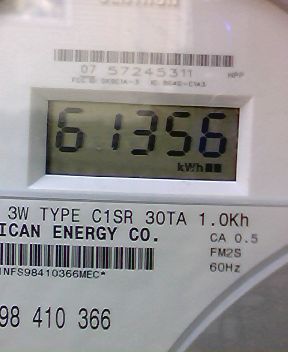 07 57245311 NPP
61356
kWh
3W TYPE C1SR 30TA 1.0Kh
ICAN ENERGY CO.
CA 0.5
FM2S
60Hz
INFS98410366MEC*
98 410 366